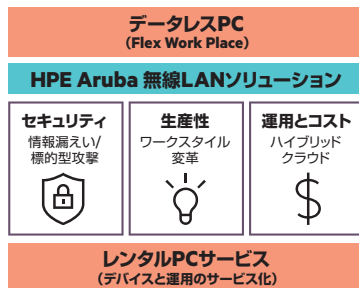 データレスPC
(Flex Work Place)
HPE Aruba 無線LANソリューション
セキュリティ
情報漏えい/
標的型攻撃
生産性
ワークスタイル
変革
運用とコスト
ハイブリッド
クラウド
レンタルPCサービス
(デバイスと運用のサービス化)